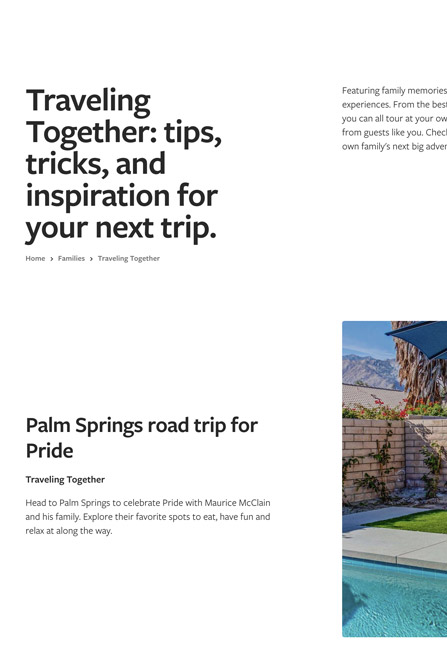 Traveling
Together: tips,
tricks, and
inspiration for
your next trip.
Home › Families › Traveling Together
Featuring family memories
experiences. From the best
you can all tour at your ow
from guests like you. Chec
own family's next big adver
Palm Springs road trip for
Pride
Traveling Together
Head to Palm Springs to celebrate Pride with Maurice McClain
and his family. Explore their favorite spots to eat, have fun and
relax at along the way.